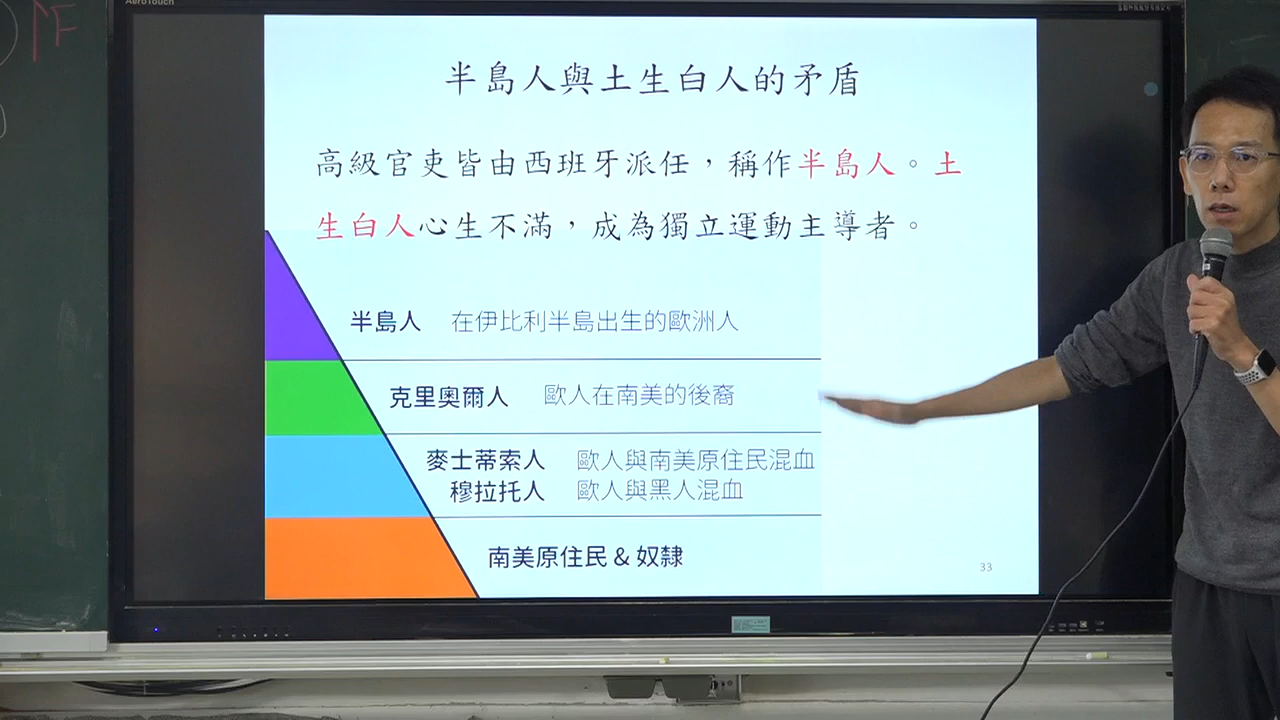 AeroTouch
半島人與土生白人的矛盾
高級官吏皆由西班牙派任，稱作半島人。土
生白人心生不滿，成為獨立運動主導者。
半島人 在伊比利半島出生的歐洲人
克里奧爾人 歐人在南美的後裔
麥士蒂索人 歐人與南美原住民混血
穆拉托人 歐人與黑人混血
南美原住民 & 奴隸
33